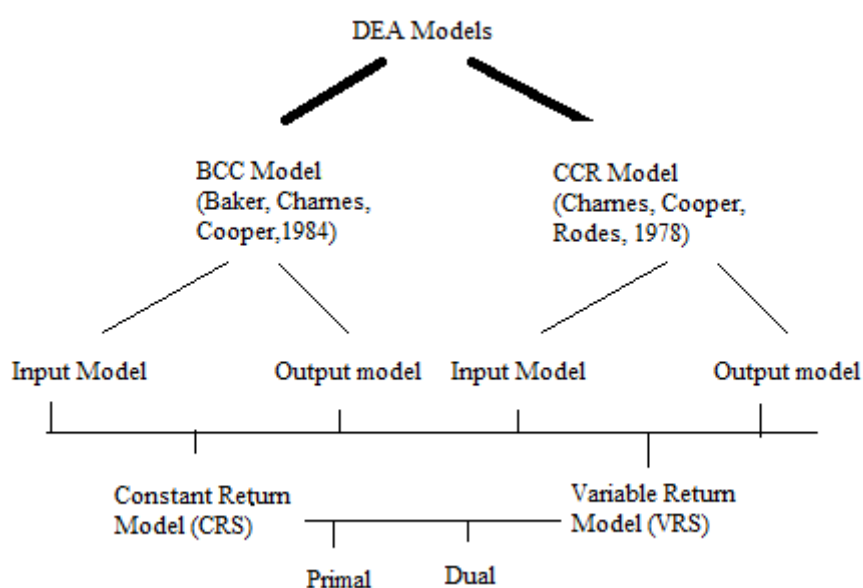 DEA Models
BCC Model
(Baker, Charnes,
Cooper,1984)
CCR Model
(Charnes, Cooper,
Rodes, 1978)
Input Model
Output model
Input Model
Output model
Constant Return
Model (CRS)
Variable Return
Model (VRS)
Primal
Dual